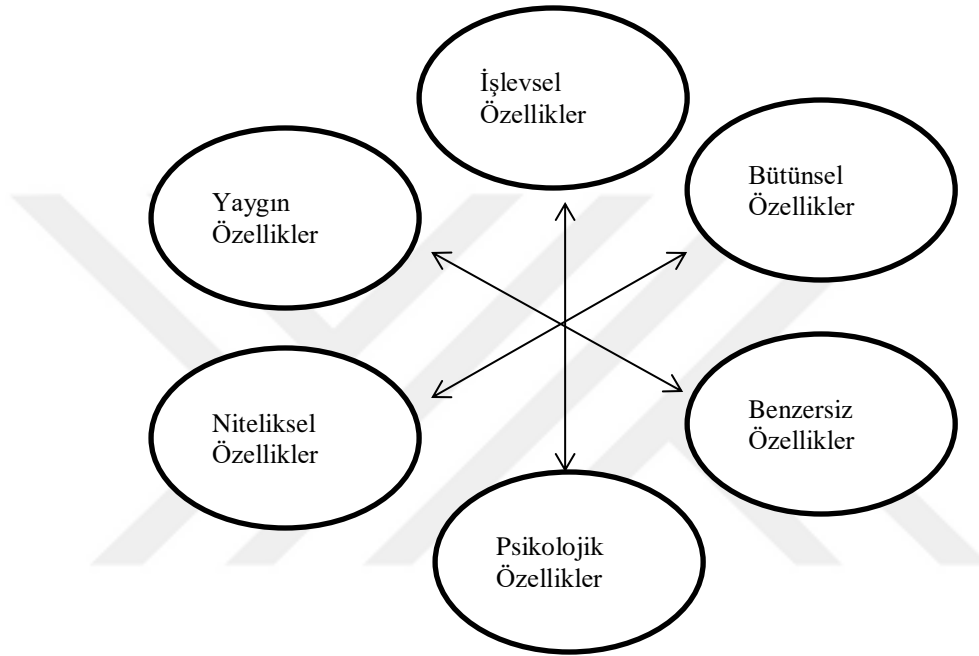 İşlevsel
Özellikler
Yaygın
Özellikler
Bütünsel
Özellikler
Niteliksel
Özellikler
Benzersiz
Özellikler
Psikolojik
Özellikler